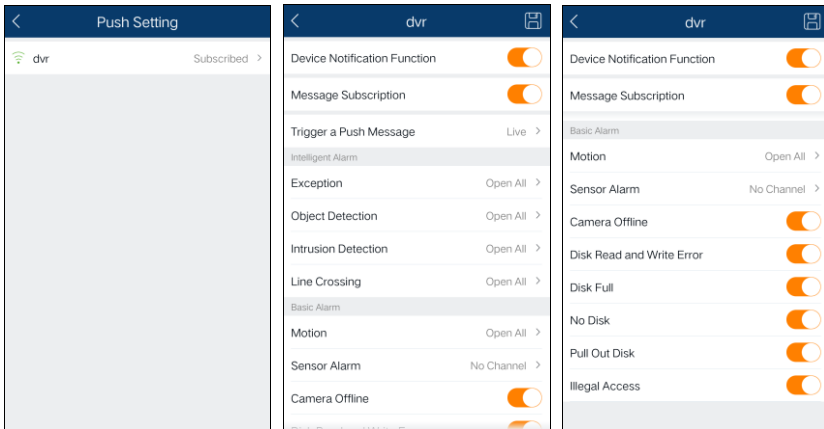 Push Setting
dvr Subscribed
dvr
Device Notification Function
Message Subscription
Trigger a Push Message Live
Intelligent Alarm
Exception Open All
Object Detection Open All
Intrusion Detection Open All
Line Crossing Open All
Basic Alarm
Motion Open All
Sensor Alarm No Channel
Camera Offline
dvr
Device Notification Function
Message Subscription
Basic Alarm
Motion Open All
Sensor Alarm No Channel
Camera Offline
Disk Read and Write Error
Disk Full
No Disk
Pull Out Disk
Illegal Access